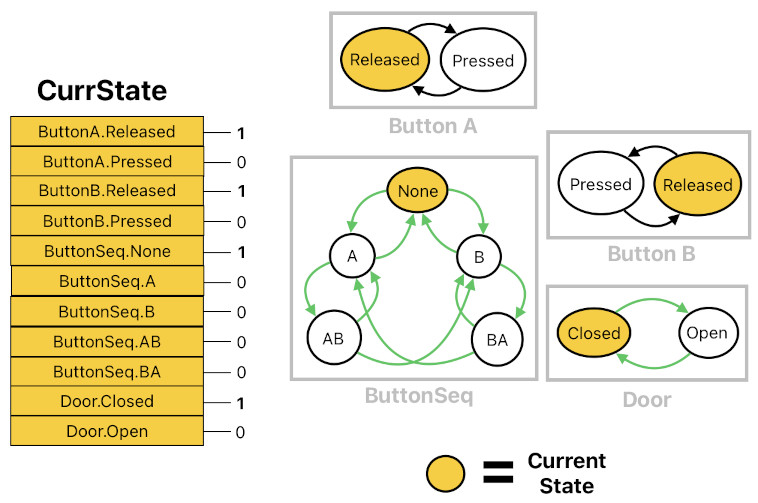 CurrState
ButtonA.Released 1
ButtonA.Pressed 0
ButtonB.Released 1
ButtonB.Pressed 0
ButtonSeq.None 1
ButtonSeq.A 0
ButtonSeq.B 0
ButtonSeq.AB 0
ButtonSeq.BA 0
Door.Closed 1
Door.Open 0
Released Pressed
Button A
None
A B
AB BA
ButtonSeq
Pressed Released
Button B
Closed Open
Door
= Current
State